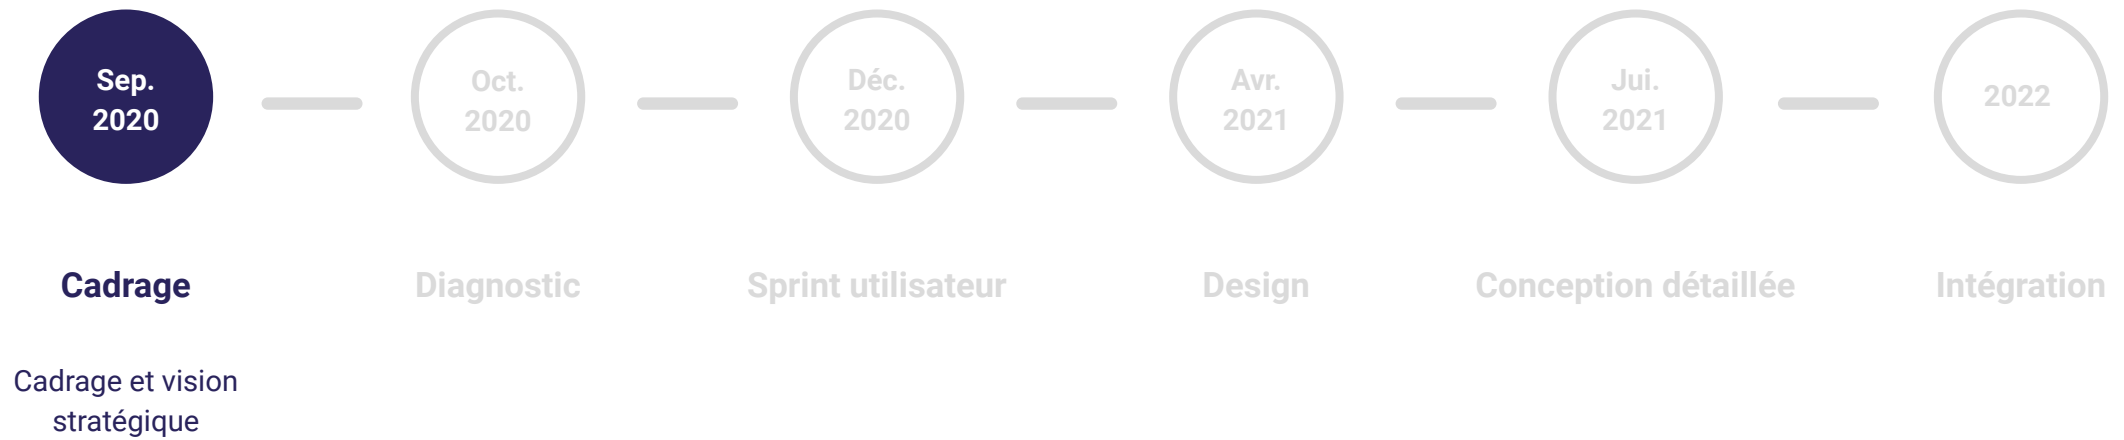 Sep.
2020
Oct.
2020
Déc.
2020
Avr.
2021
Jui.
2021
2022
Cadrage
Diagnostic
Sprint utilisateur
Design
Conception détaillée
Intégration
Cadrage et vision
stratégique